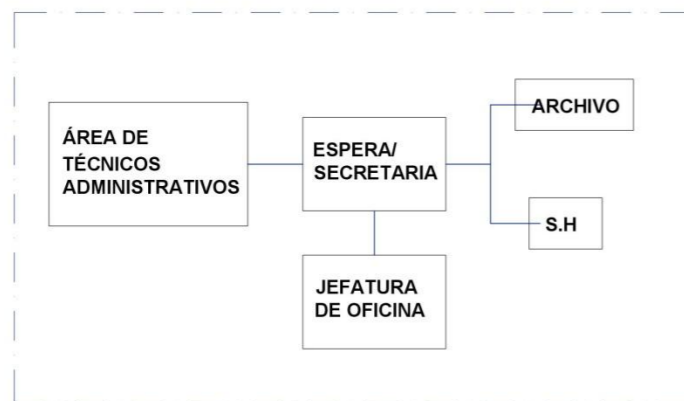 ÁREA DE
TÉCNICOS
ADMINISTRATIVOS
ESPERA/
SECRETARIA
ARCHIVO
S.H
JEFATURA
DE OFICINA